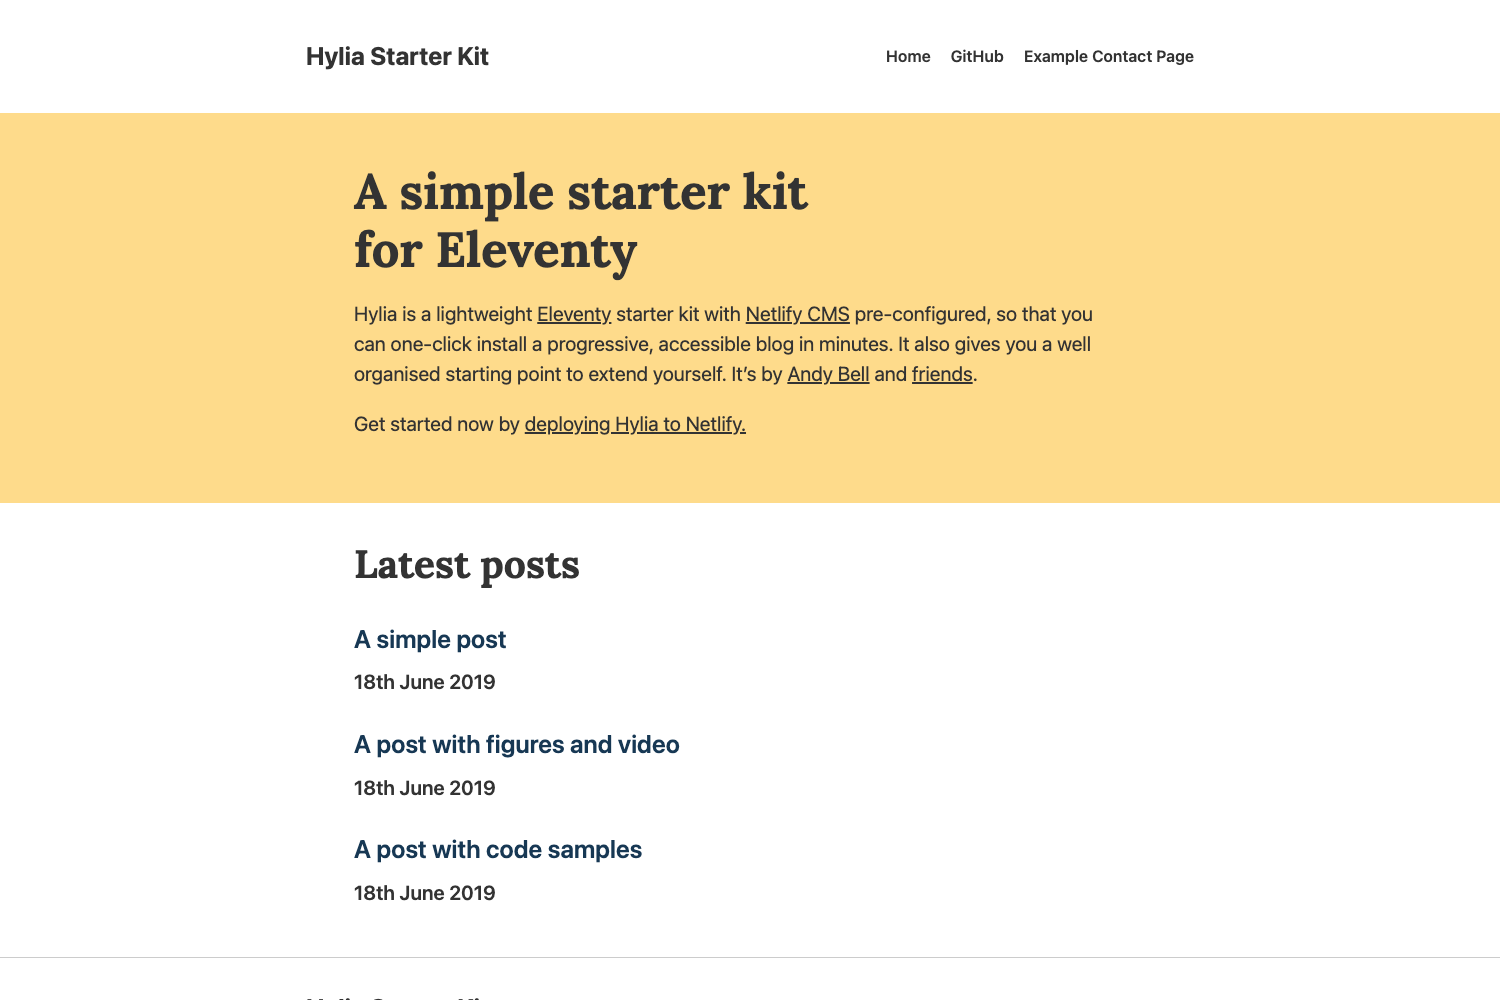 Hylia Starter Kit
Home GitHub Example Contact Page
A simple starter kit
for Eleventy
Hylia is a lightweight Eleventy starter kit with Netlify CMS pre-configured, so that you
can one-click install a progressive, accessible blog in minutes. It also gives you a well
organised starting point to extend yourself. It’s by Andy Bell and friends.
Get started now by deploying Hylia to Netlify.
Latest posts
A simple post
18th June 2019
A post with figures and video
18th June 2019
A post with code samples
18th June 2019